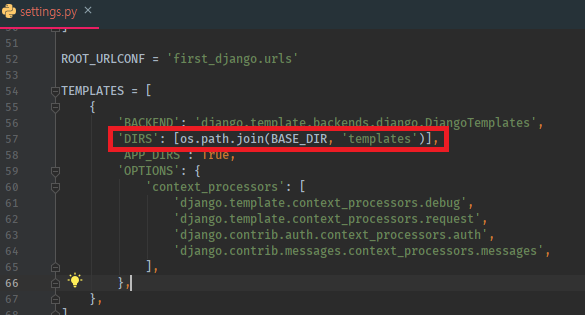 settings.py ×
51
52 ROOT_URLCONF = 'first_django.urls'
53
54 TEMPLATES = [
55 {
56 'BACKEND': 'django.template.backends.django.DjangoTemplates',
57 'DIRS': [os.path.join(BASE_DIR, 'templates')],
58 'APP_DIRS': True,
59 'OPTIONS': {
60 'context_processors': [
61 'django.template.context_processors.debug',
62 'django.template.context_processors.request',
63 'django.contrib.auth.context_processors.auth',
64 'django.contrib.messages.context_processors.messages',
65 ],
66 },
67 },
68 ]